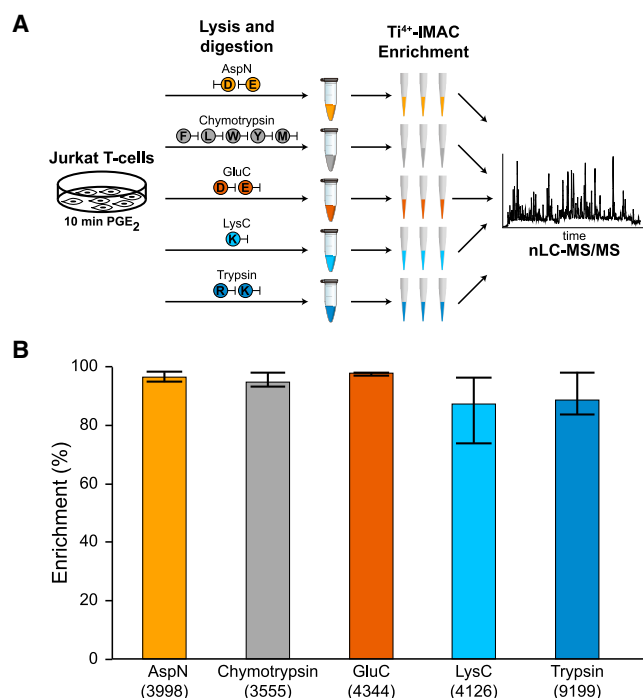 A
Lysis and
digestion
Ti⁴⁺-IMAC
Enrichment
AspN
D E
Chymotrypsin
F L W Y M
Jurkat T-cells
10 min PGE₂
GluC
D E
LysC
K
Trypsin
R K
time
nLC-MS/MS
B
Enrichment (%)
100
80
60
40
20
0
AspN Chymotrypsin GluC LysC Trypsin
(3998) (3555) (4344) (4126) (9199)